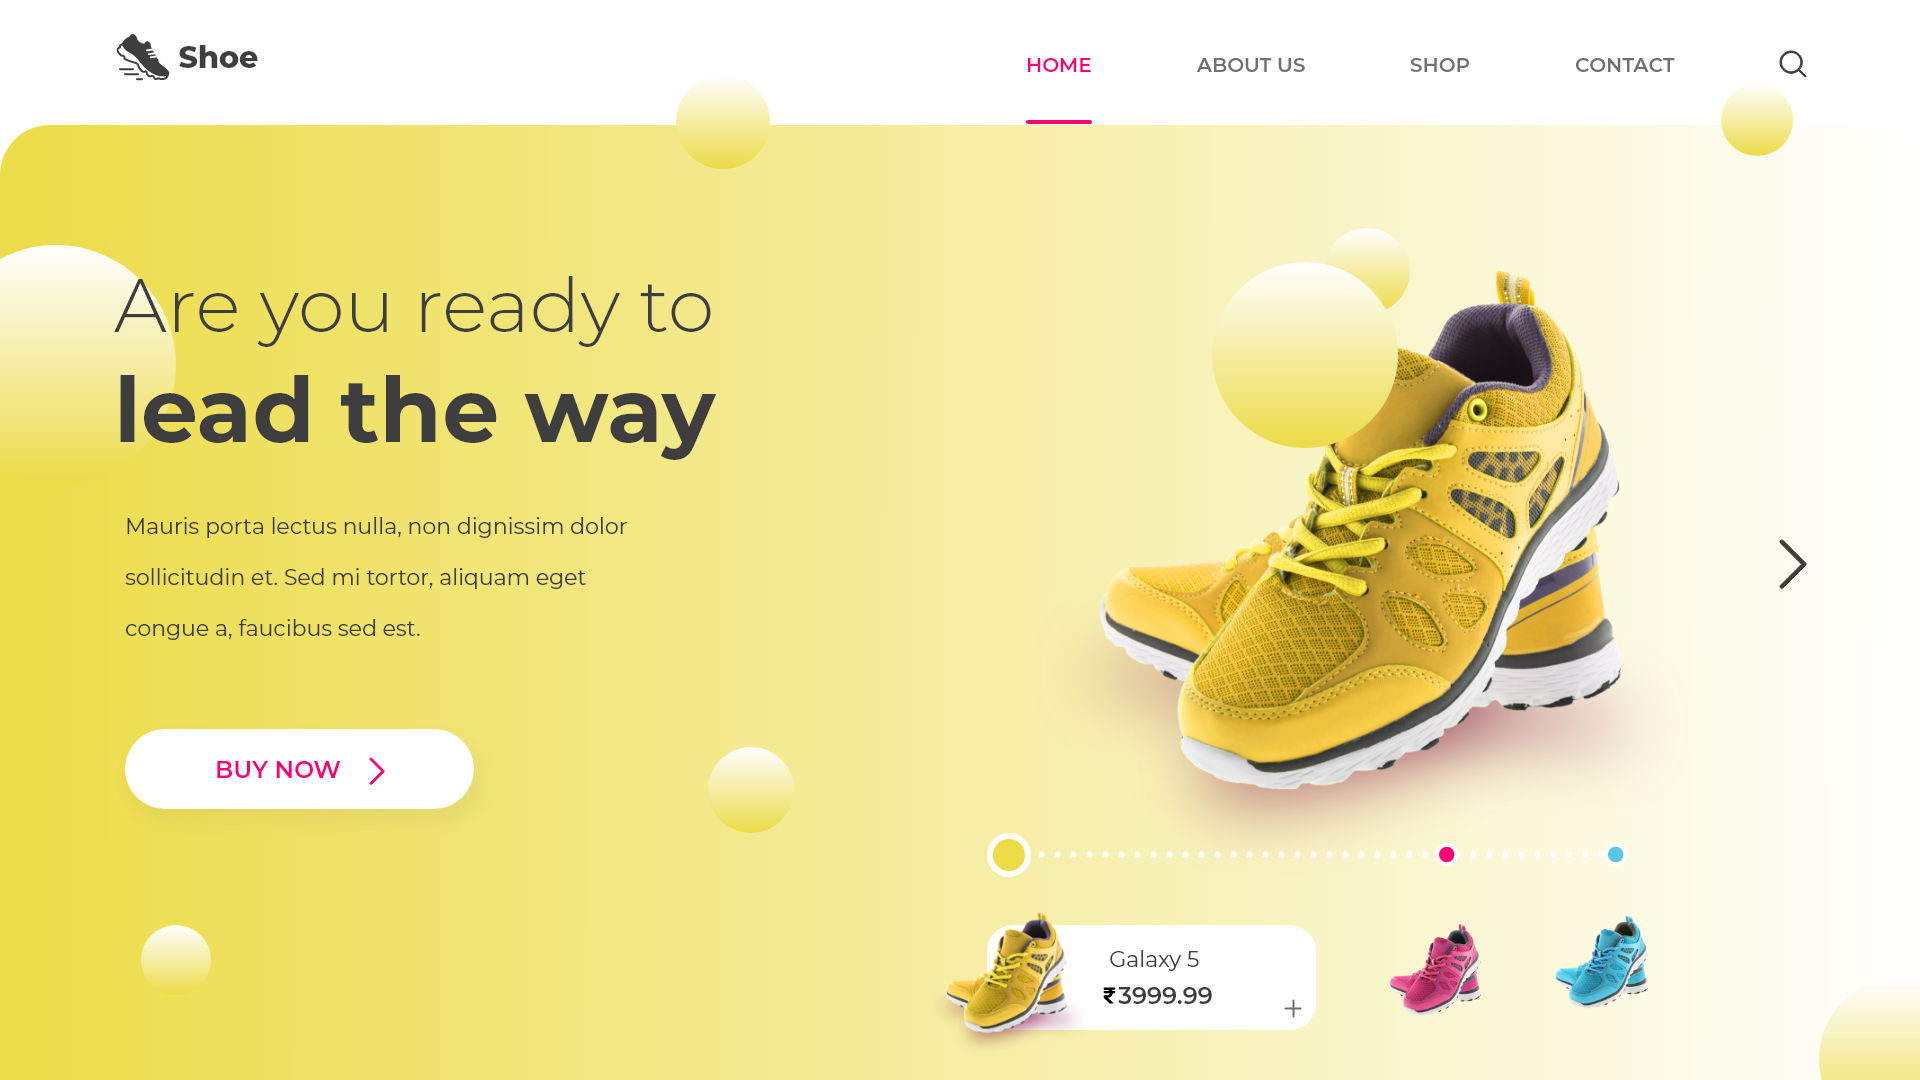 Shoe
HOME
ABOUT US
SHOP
CONTACT
Are you ready to
lead the way
Mauris porta lectus nulla, non dignissim dolor
sollicitudin et. Sed mi tortor, aliquam eget
congue a, faucibus sed est.
BUY NOW
Galaxy 5
₹3999.99